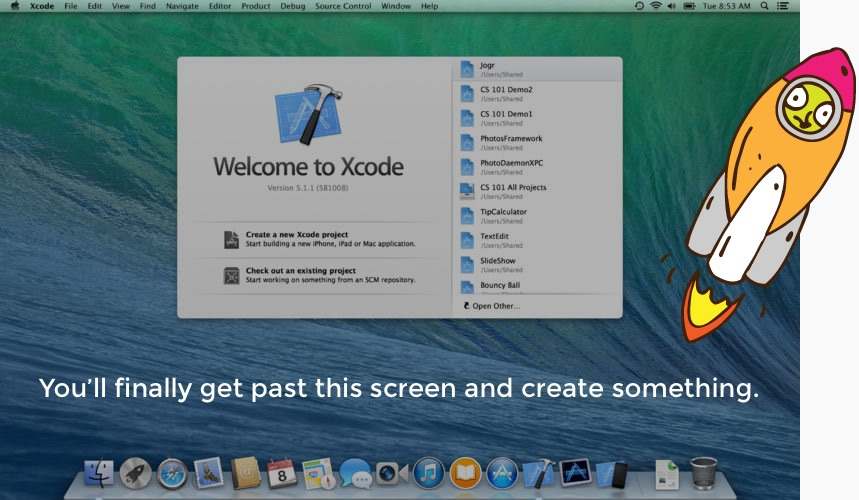 Xcode File Edit View Find Navigate Editor Product Debug Source Control Window Help Tue 8:53 AM
Jogr
/Users/Shared
CS 101 Demo2
/Users/Shared
CS 101 Demo1
/Users/Shared
PhotosFramework
/Users/Shared
PhotoDaemonXPC
/Users/Shared
CS 101 All Projects
/Users/Shared
TipCalculator
/Users/Shared
TextEdit
/Users/Shared
SlideShow
/Users/Shared
Bouncy Ball
Open Other...
Welcome to Xcode
Version 5.1.1 (5B1008)
Create a new Xcode project
Start building a new iPhone, iPad or Mac application.
Check out an existing project
Start working on something from an SCM repository.
You'll finally get past this screen and create something.
8